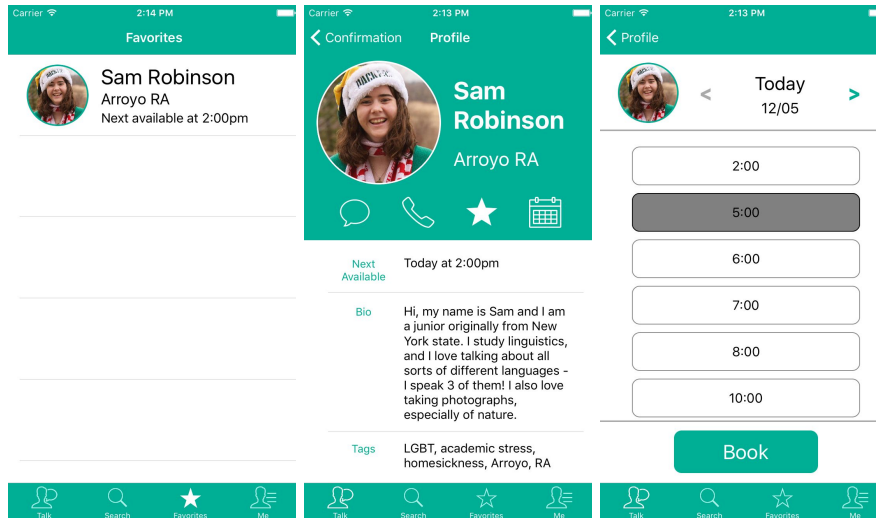 Carrier 2:14 PM
Favorites
Sam Robinson
Arroyo RA
Next available at 2:00pm
Talk Search Favorites Me
Carrier 2:13 PM
Confirmation Profile
Sam
Robinson
Arroyo RA
Next
Available
Today at 2:00pm
Bio
Hi, my name is Sam and I am
a junior originally from New
York state. I study linguistics,
and I love talking about all
sorts of different languages -
I speak 3 of them! I also love
taking photographs,
especially of nature.
Tags
LGBT, academic stress,
homesickness, Arroyo, RA
Talk Search Favorites Me
Carrier 2:13 PM
Profile
< Today >
12/05
2:00
5:00
6:00
7:00
8:00
10:00
Book
Talk Search Favorites Me